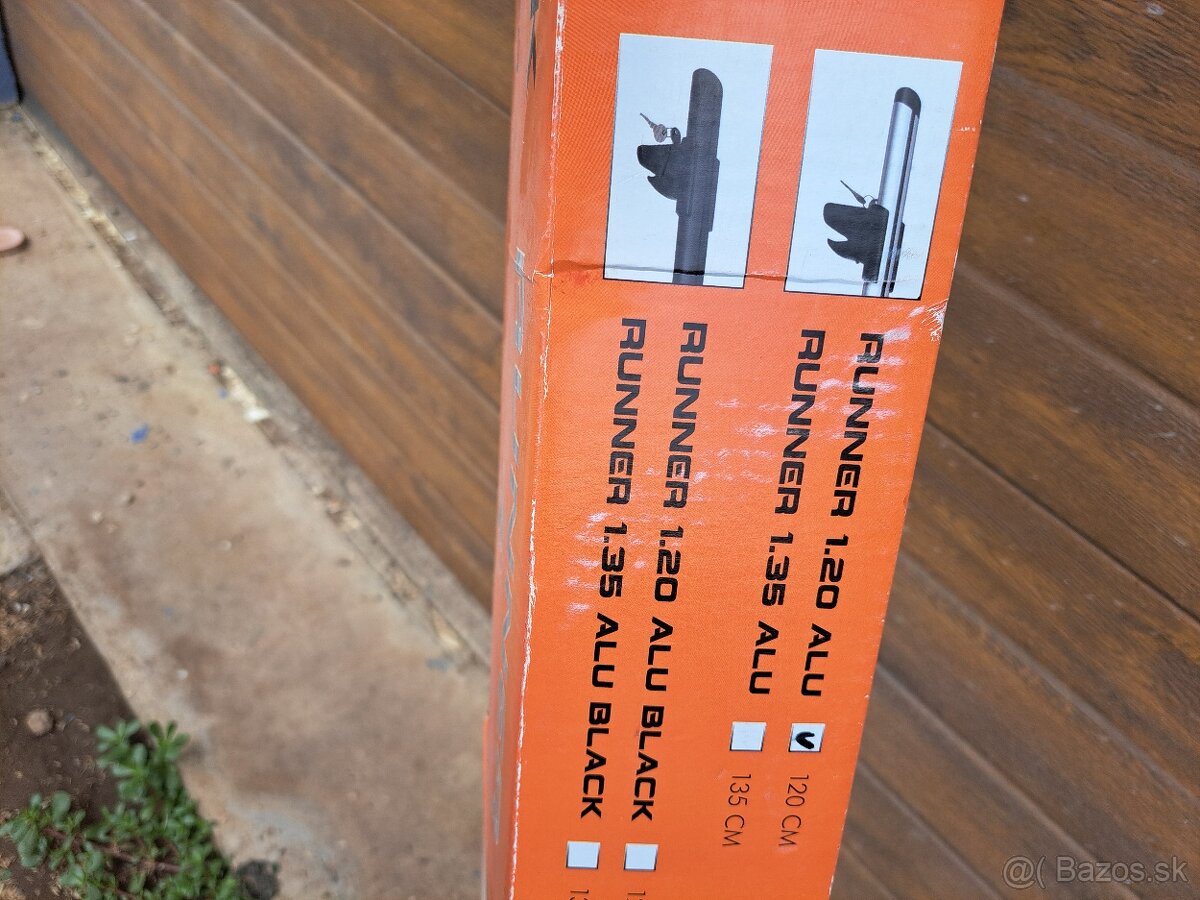 RUNNER 1.20 ALU 120 CM
RUNNER 1.35 ALU 135 CM
RUNNER 1.20 ALU BLACK
RUNNER 1.35 ALU BLACK
@( Bazos.sk